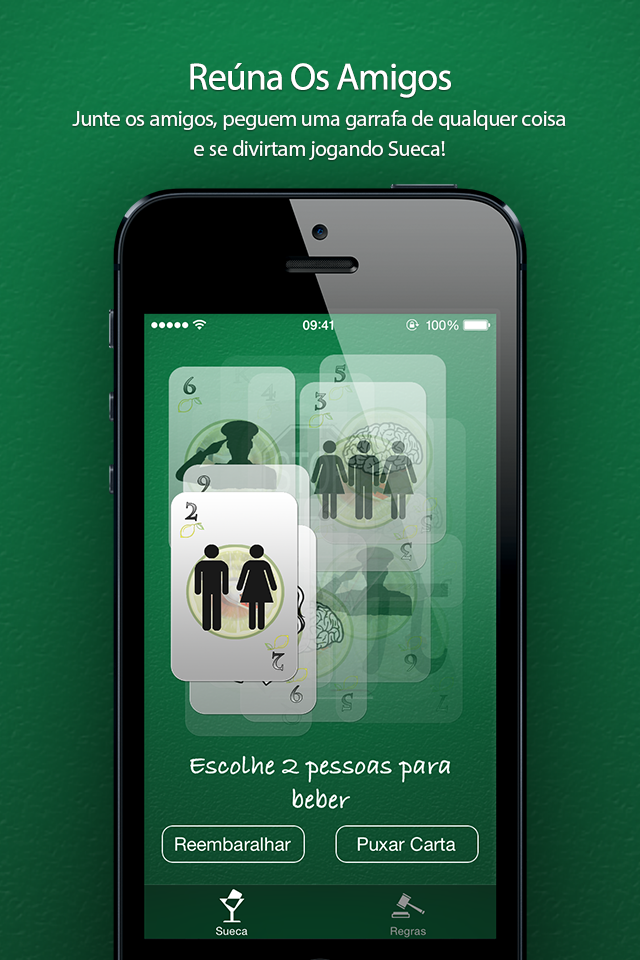 Reúna Os Amigos
Junte os amigos, peguem uma garrafa de qualquer coisa
e se divirtam jogando Sueca!
09:41
100%
5
6
4
3
9
2
5
3
2
6
5
9
7
Escolhe 2 pessoas para
beber
Reembaralhar
Puxar Carta
Sueca
Regras